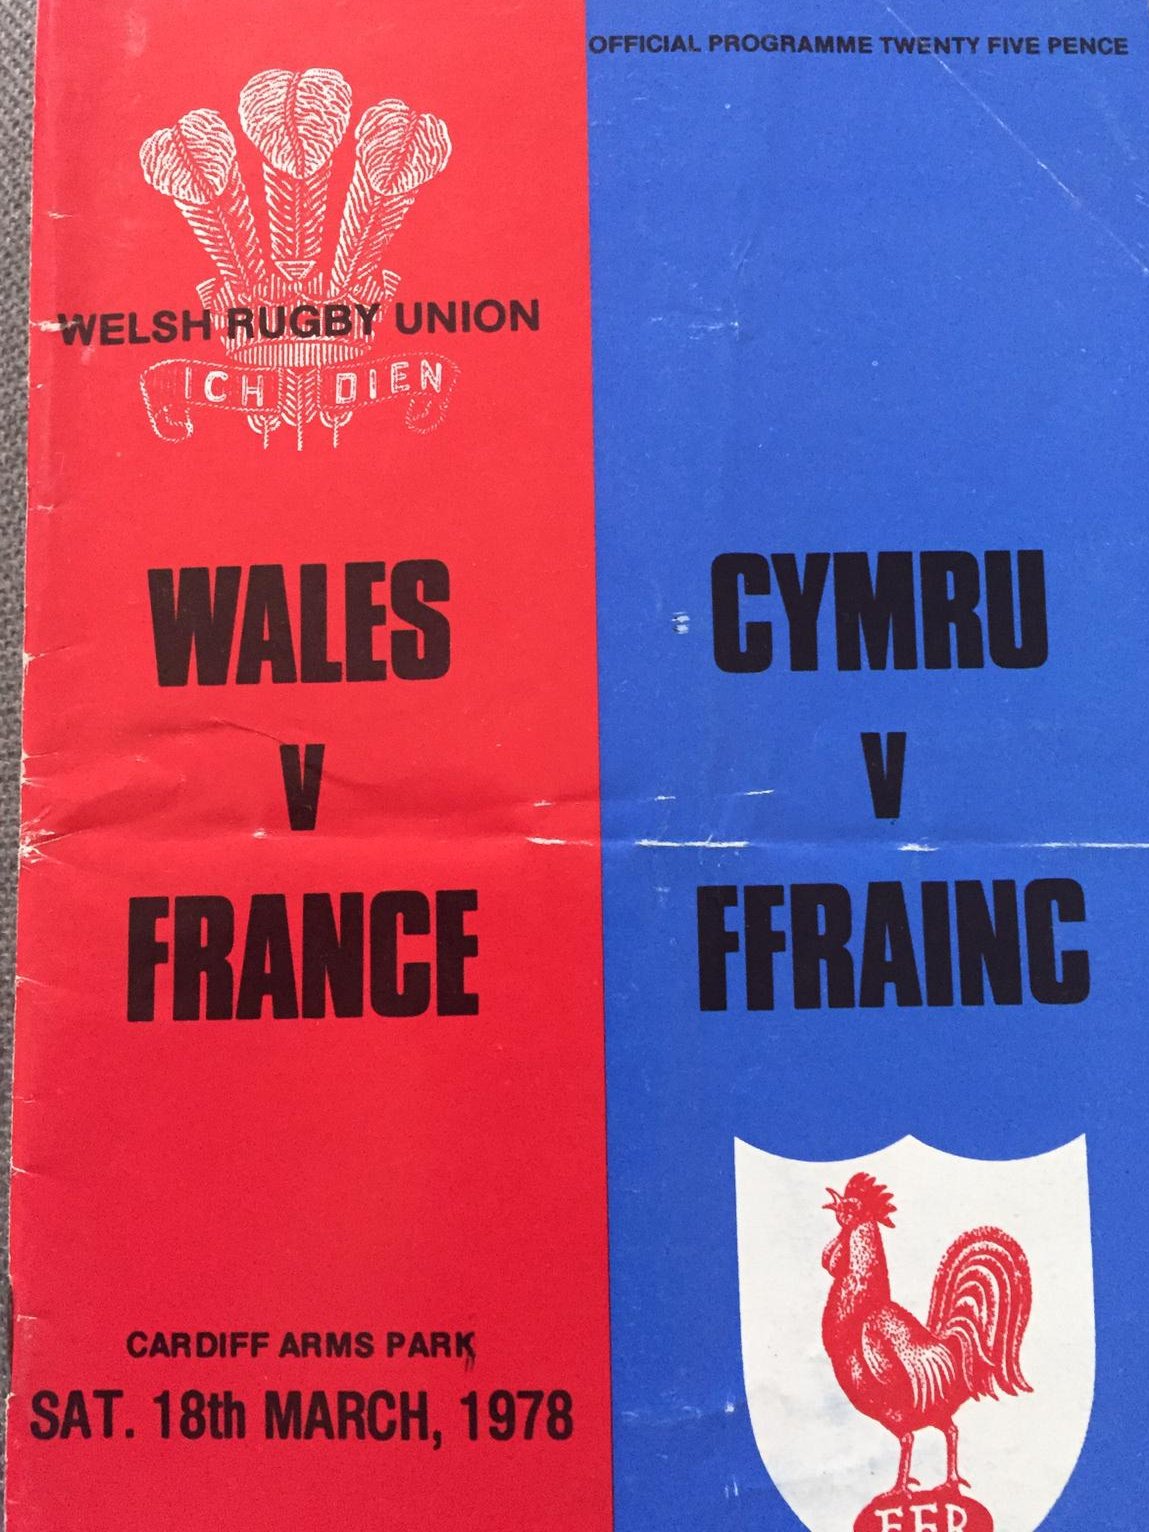 OFFICIAL PROGRAMME TWENTY FIVE PENCE
WELSH RUGBY UNION
ICH DIEN
WALES
V
FRANCE
CYMRU
V
FFRAINC
CARDIFF ARMS PARK
SAT. 18th MARCH, 1978
FFR